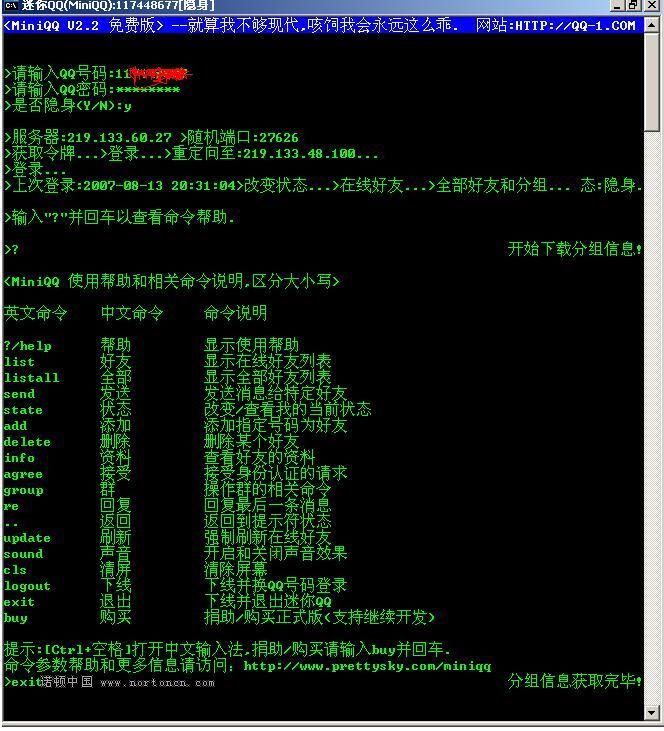 迷你QQ(MiniQQ):117448677[隐身]
<MiniQQ V2.2 免费版> --就算我不够现代,咳饲我会永远这么乖. 网站:HTTP://QQ-1.COM
>请输入QQ号码:11
>请输入QQ密码:********
>是否隐身(Y/N):y
>服务器:219.133.60.27 >随机端口:27626
>获取令牌...>登录...>重定向至:219.133.48.100...
>登录...
>上次登录:2007-08-13 20:31:04>改变状态...>在线好友...>全部好友和分组... 态:隐身.
>输入"?"并回车以查看命令帮助.
>? 开始下载分组信息!
<MiniQQ 使用帮助和相关命令说明,区分大小写>
英文命令 中文命令 命令说明
?/help 帮助 显示使用帮助
list 好友 显示在线好友列表
listall 全部 显示全部好友列表
send 发送 发送消息给特定好友
state 状态 改变/查看我的当前状态
add 添加 添加指定号码为好友
delete 删除 删除某个好友
info 资料 查看好友的资料
agree 接受 接受身份认证的请求
group 群 操作群的相关命令
re 回复 回复最后一条消息
.. 返回 返回到提示符状态
update 刷新 强制刷新在线好友
sound 声音 开启和关闭声音效果
cls 清屏 清除屏幕
logout 下线 下线并换QQ号码登录
exit 退出 下线并退出迷你QQ
buy 购买 捐助/购买正式版(支持继续开发)
提示:[Ctrl+空格]打开中文输入法,捐助/购买请输入buy并回车.
命令参数帮助和更多信息请访问: http://www.prettysky.com/miniqq
>exit 诺顿中国 www.nortoncn.com 分组信息获取完毕!